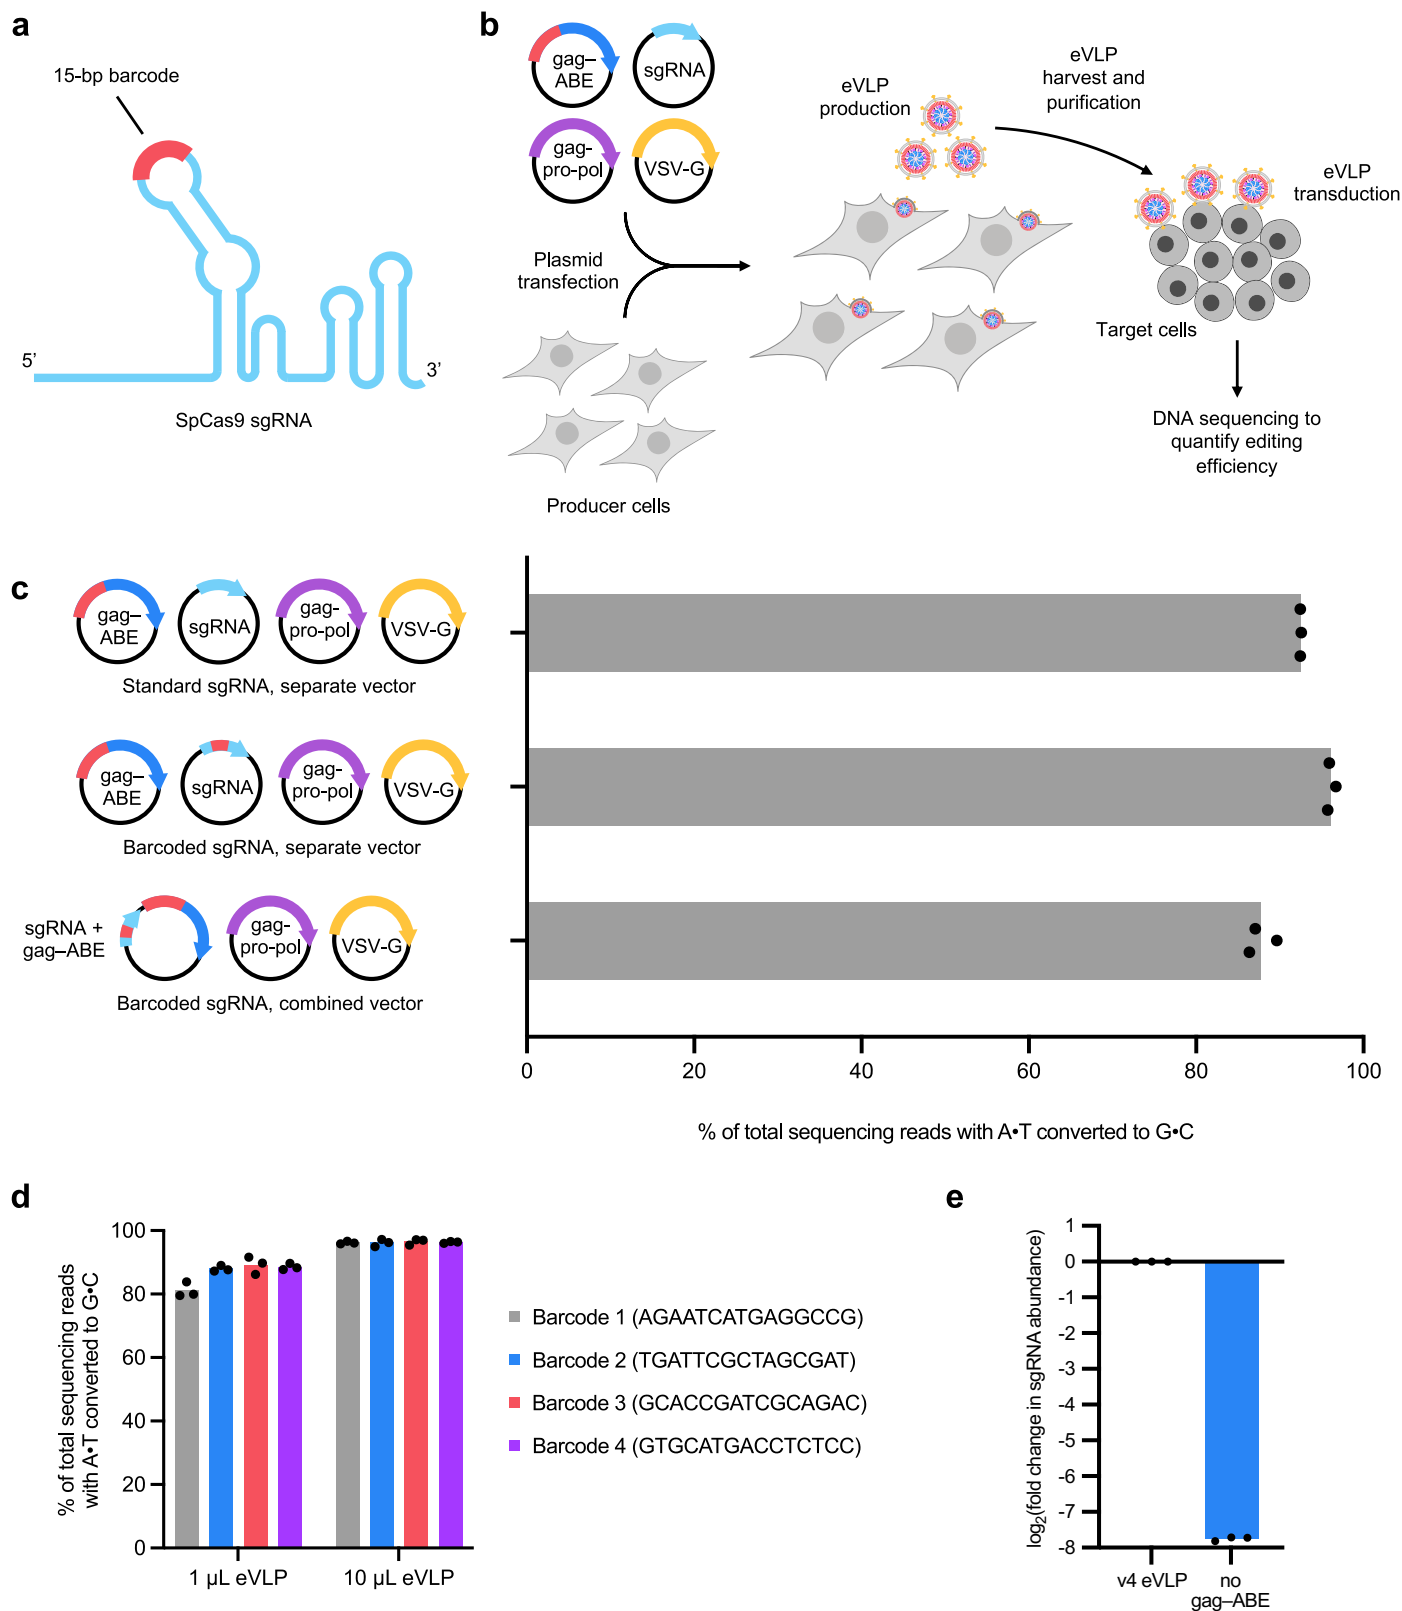 a
15-bp barcode
5’
3’
SpCas9 sgRNA
b
gag–
ABE
sgRNA
gag-
pro-pol
VSV-G
Plasmid
transfection
Producer cells
eVLP
production
eVLP
harvest and
purification
eVLP
transduction
Target cells
DNA sequencing to
quantify editing
efficiency
c
gag–
ABE
sgRNA
gag-
pro-pol
VSV-G
Standard sgRNA, separate vector
gag–
ABE
sgRNA
gag-
pro-pol
VSV-G
Barcoded sgRNA, separate vector
sgRNA +
gag–ABE
gag-
pro-pol
VSV-G
Barcoded sgRNA, combined vector
0
20
40
60
80
100
% of total sequencing reads with A•T converted to G•C
d
% of total sequencing reads
with A•T converted to G•C
100
80
60
40
20
0
1 µL eVLP
10 µL eVLP
Barcode 1 (AGAATCATGAGGCCG)
Barcode 2 (TGATTCGCTAGCGAT)
Barcode 3 (GCACCGATCGCAGAC)
Barcode 4 (GTGCATGACCTCTCC)
e
log2(fold change in sgRNA abundance)
1
0
-1
-2
-3
-4
-5
-6
-7
-8
v4 eVLP
no
gag–ABE